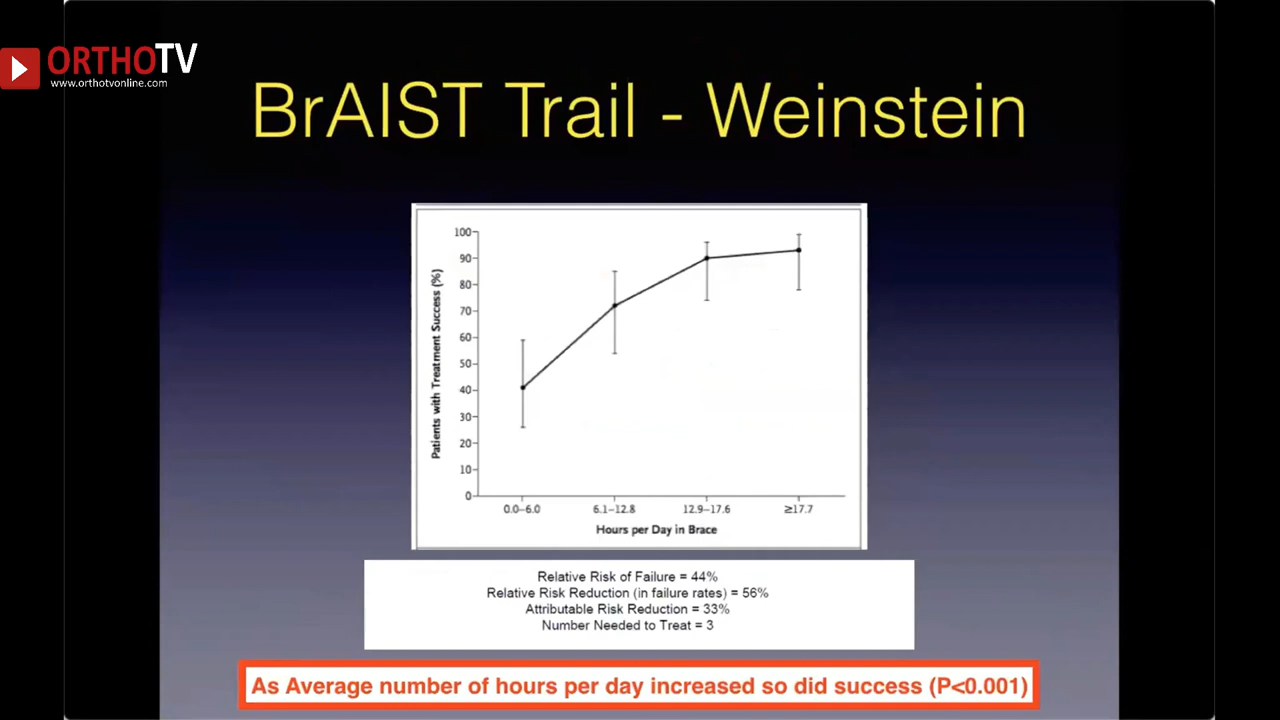 ORTHOTV
www.orthotvonline.com
BrAIST Trail - Weinstein
100
90
80
70
60
50
40
30
20
10
0
Patients with Treatment Success (%)
0.0–6.0 6.1–12.8 12.9–17.6 ≥17.7
Hours per Day in Brace
Relative Risk of Failure = 44%
Relative Risk Reduction (in failure rates) = 56%
Attributable Risk Reduction = 33%
Number Needed to Treat = 3
As Average number of hours per day increased so did success (P<0.001)